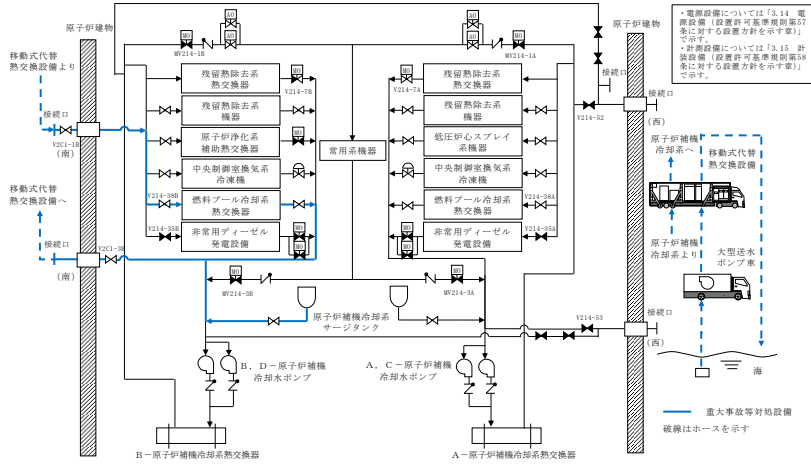 ・電源設備については「3.14 電
源設備（設置許可基準規則第57
条に対する設計方針を示す章）」
で示す。
・計測設備については「3.15 計
装設備（設置許可基準規則第58
条に対する設計方針を示す章）」
で示す。
原子炉建物
原子炉建物
移動式代替
熱交換設備より
接続口
V2C1-1B
(南)
移動式代替
熱交換設備へ
接続口
V2C1-3B
(南)
AO
AO
MO
MV214-1B
AO
AO
MO
MV214-1A
残留熱除去系
熱交換器
MO
V214-7B
残留熱除去系
機器
原子炉浄化系
補助熱交換器
MO
中央制御室換気系
冷凍機
V214-38B
燃料プール冷却系
熱交換器
V214-35B
非常用ディーゼル
発電設備
MO
MO
常用系機器
MO
V214-7A
残留熱除去系
熱交換器
残留熱除去系
機器
低圧炉心スプレイ
系機器
中央制御室換気系
冷凍機
燃料プール冷却系
熱交換器
V214-38A
非常用ディーゼル
発電設備
V214-35A
MO
MO
接続口
V214-52
接続口
(西)
MO
MV214-3B
MO
MV214-3A
原子炉補機冷却系
サージタンク
V214-53
接続口
(西)
B，D－原子炉補機
冷却水ポンプ
A，C－原子炉補機
冷却水ポンプ
B－原子炉補機冷却系熱交換器
A－原子炉補機冷却系熱交換器
原子炉補機
冷却系へ
移動式代替
熱交換設備
原子炉補機
冷却系より
大型送水
ポンプ車
海
重大事故等対処設備
破線はホースを示す